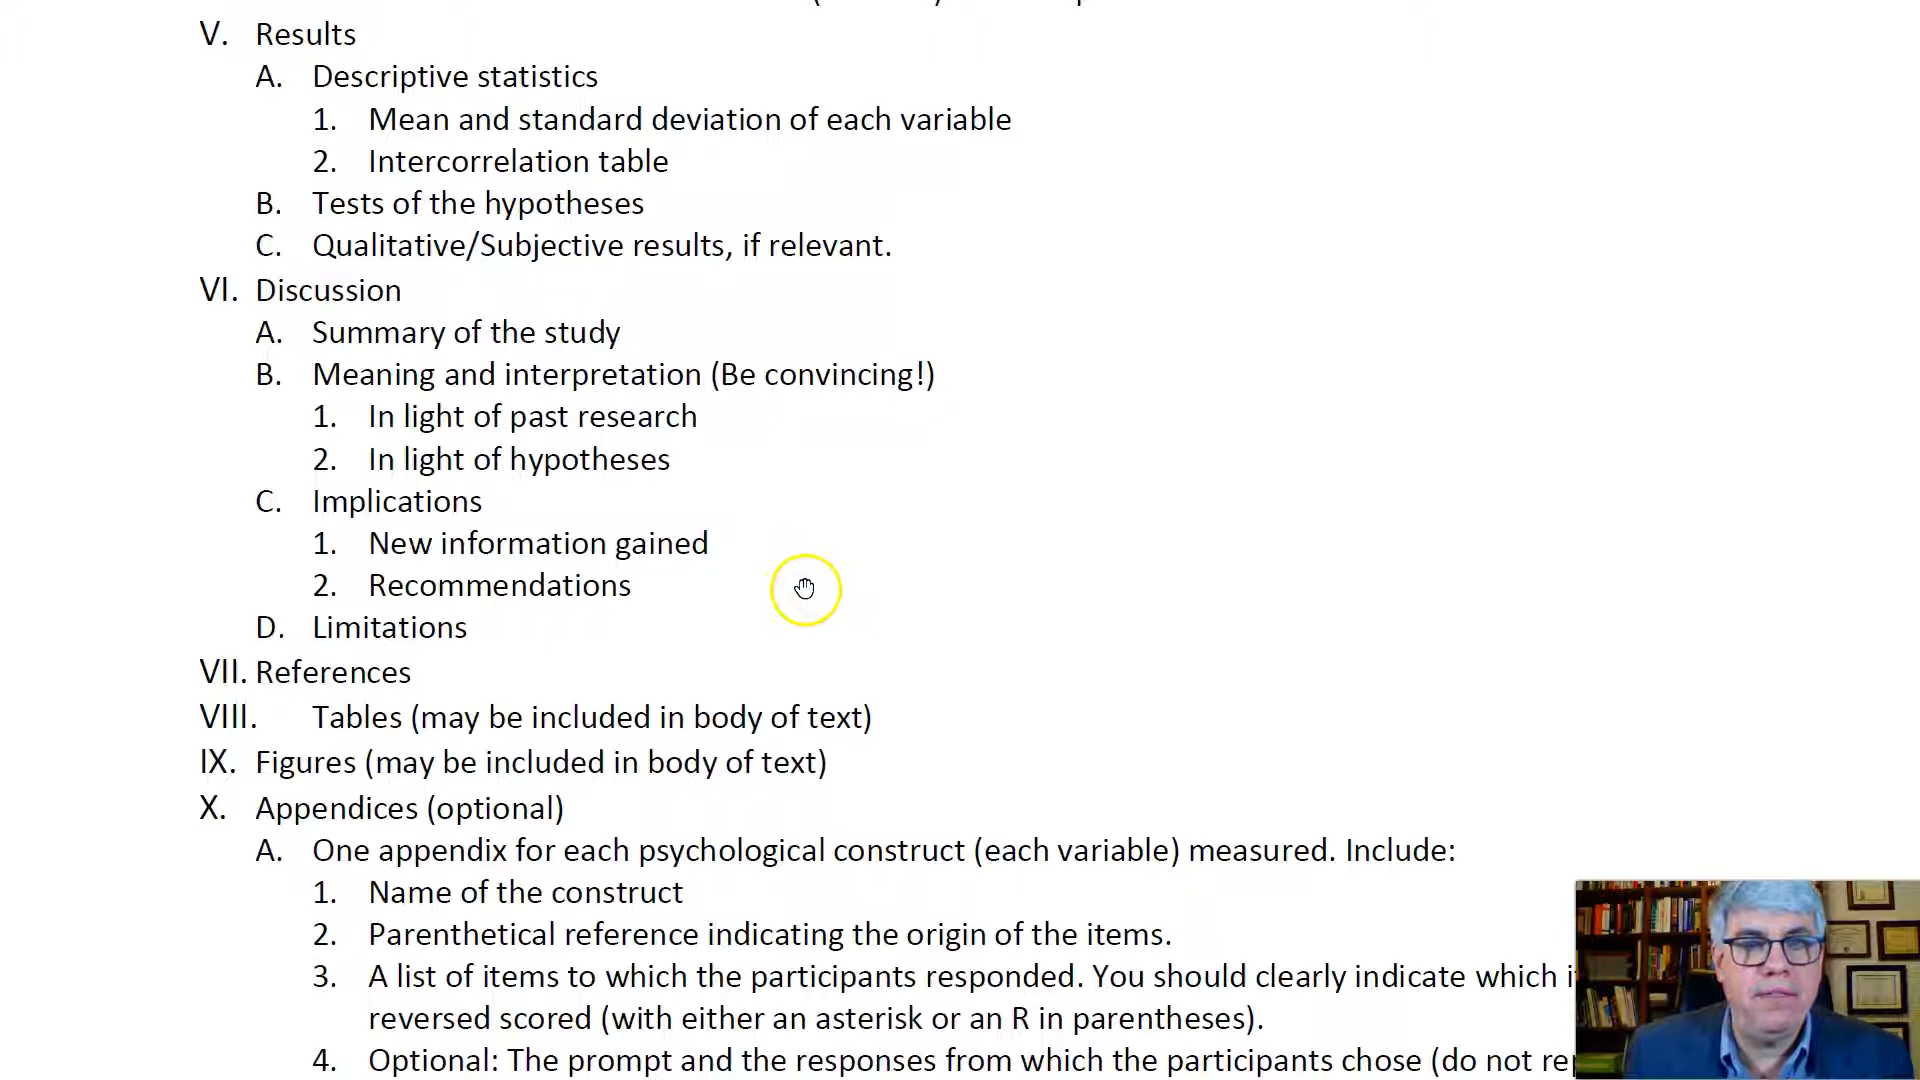 V. Results
A. Descriptive statistics
1. Mean and standard deviation of each variable
2. Intercorrelation table
B. Tests of the hypotheses
C. Qualitative/Subjective results, if relevant.
VI. Discussion
A. Summary of the study
B. Meaning and interpretation (Be convincing!)
1. In light of past research
2. In light of hypotheses
C. Implications
1. New information gained
2. Recommendations
D. Limitations
VII. References
VIII. Tables (may be included in body of text)
IX. Figures (may be included in body of text)
X. Appendices (optional)
A. One appendix for each psychological construct (each variable) measured. Include:
1. Name of the construct
2. Parenthetical reference indicating the origin of the items.
3. A list of items to which the participants responded. You should clearly indicate which
reversed scored (with either an asterisk or an R in parentheses).
4. Optional: The prompt and the responses from which the participants chose (do not